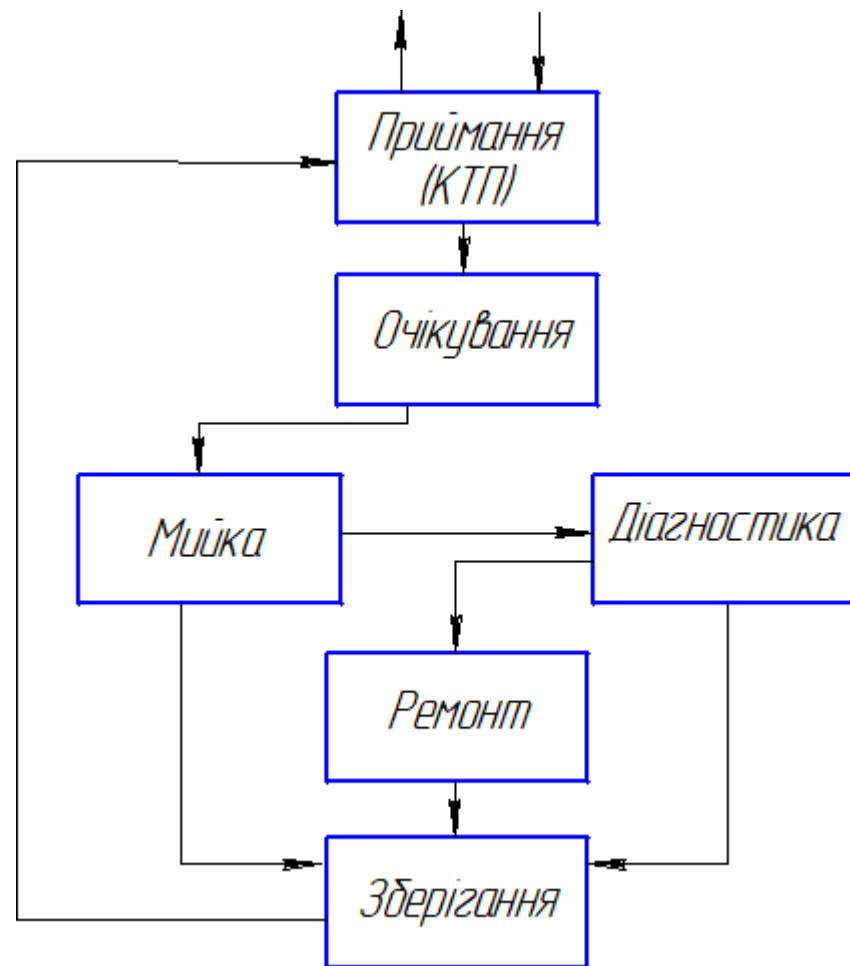 Приймання
(КТП)
Очікування
Мийка
Діагностика
Ремонт
Зберігання